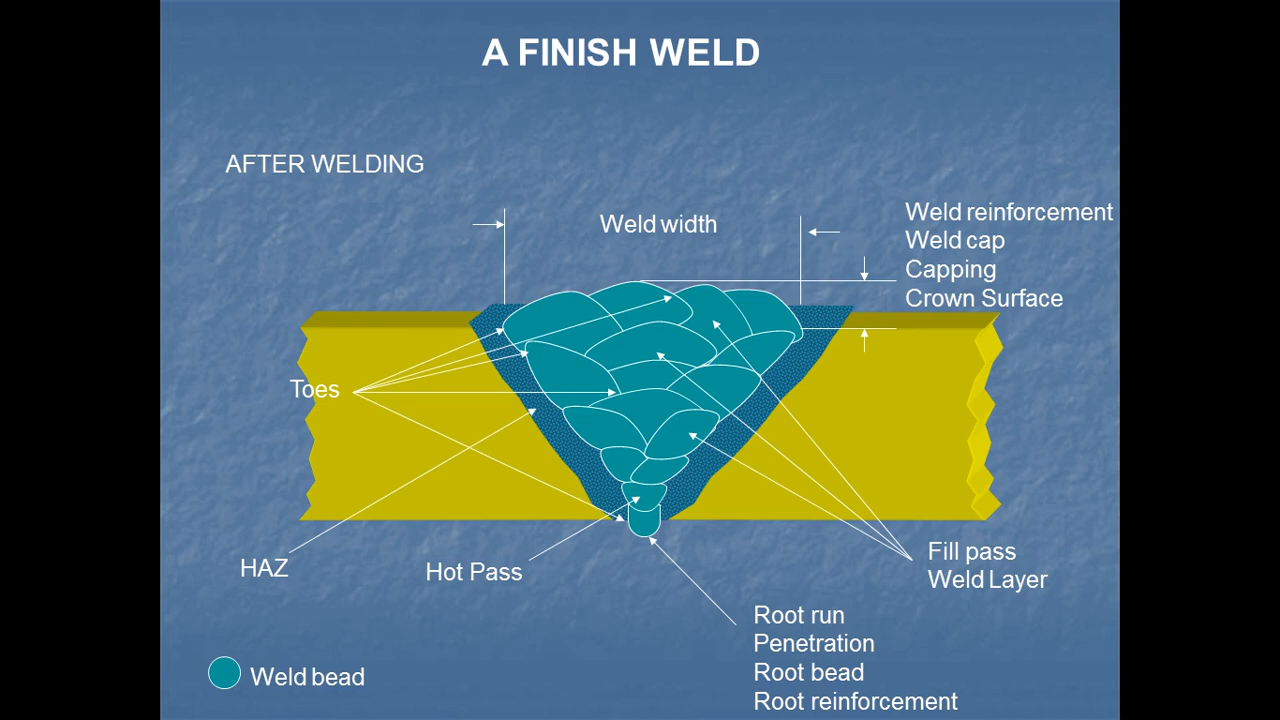 A FINISH WELD
AFTER WELDING
Weld width
Weld reinforcement
Weld cap
Capping
Crown Surface
Toes
HAZ
Hot Pass
Fill pass
Weld Layer
Root run
Penetration
Root bead
Root reinforcement
Weld bead